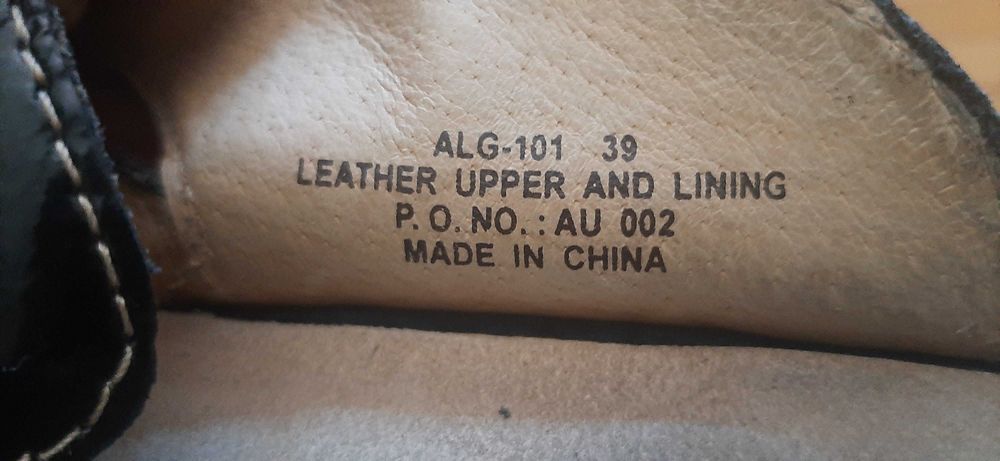 ALG-101 39
LEATHER UPPER AND LINING
P. O. NO. : AU 002
MADE IN CHINA